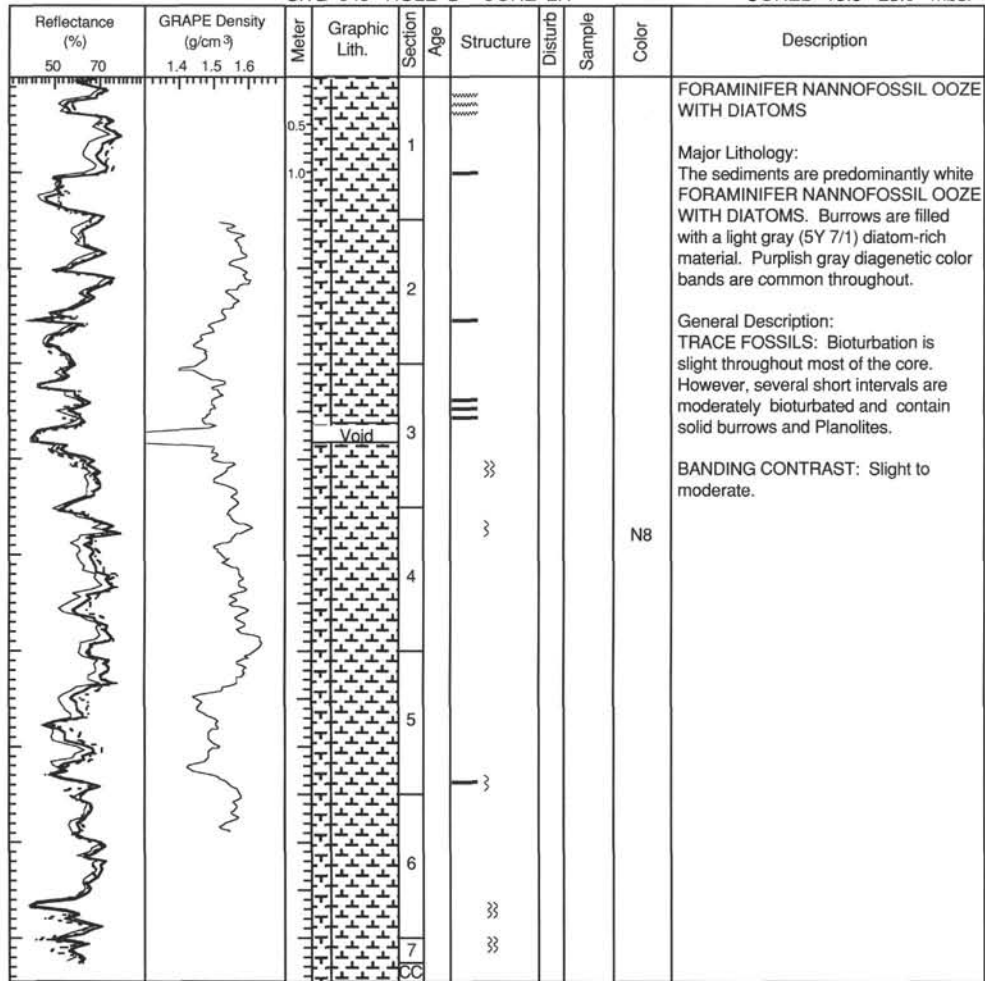 Reflectance
(%)
50 70
GRAPE Density
(g/cm³)
1.4 1.5 1.6
Meter
0.5
1.0
Graphic
Lith.
Void
Section
1
2
3
4
5
6
7
CC
Age
Structure
Disturb
Sample
Color
N8
Description
FORAMINIFER NANNOFOSSIL OOZE
WITH DIATOMS
Major Lithology:
The sediments are predominantly white
FORAMINIFER NANNOFOSSIL OOZE
WITH DIATOMS. Burrows are filled
with a light gray (5Y 7/1) diatom-rich
material. Purplish gray diagenetic color
bands are common throughout.
General Description:
TRACE FOSSILS: Bioturbation is
slight throughout most of the core.
However, several short intervals are
moderately bioturbated and contain
solid burrows and Planolites.
BANDING CONTRAST: Slight to
moderate.